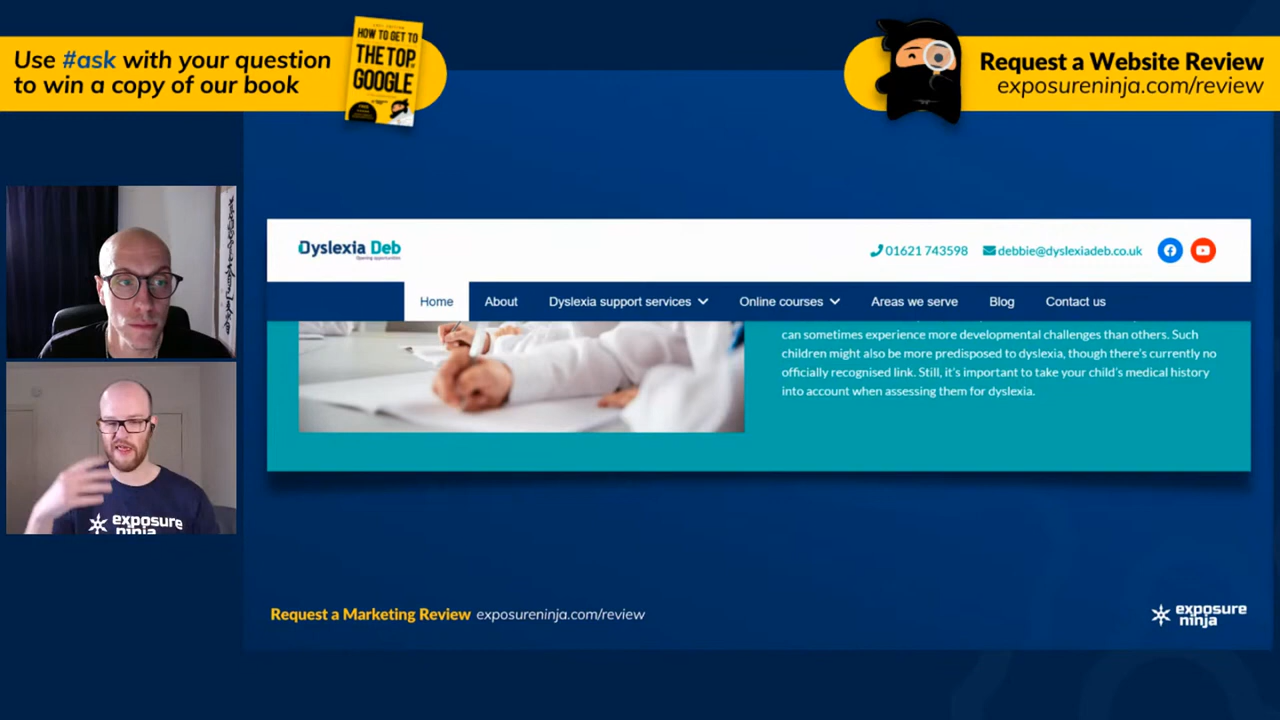 Use #ask with your question
to win a copy of our book
HOW TO GET TO
THE TOP
GOOGLE
Request a Website Review
exposureninja.com/review
Dyslexia Deb
Opening opportunities
01621 743598
debbie@dyslexiadeb.co.uk
Home
About
Dyslexia support services
Online courses
Areas we serve
Blog
Contact us
can sometimes experience more developmental challenges than others. Such
children might also be more predisposed to dyslexia, though there's currently no
officially recognised link. Still, it's important to take your child's medical history
into account when assessing them for dyslexia.
exposure
ninja
Request a Marketing Review exposureninja.com/review
exposure
ninja